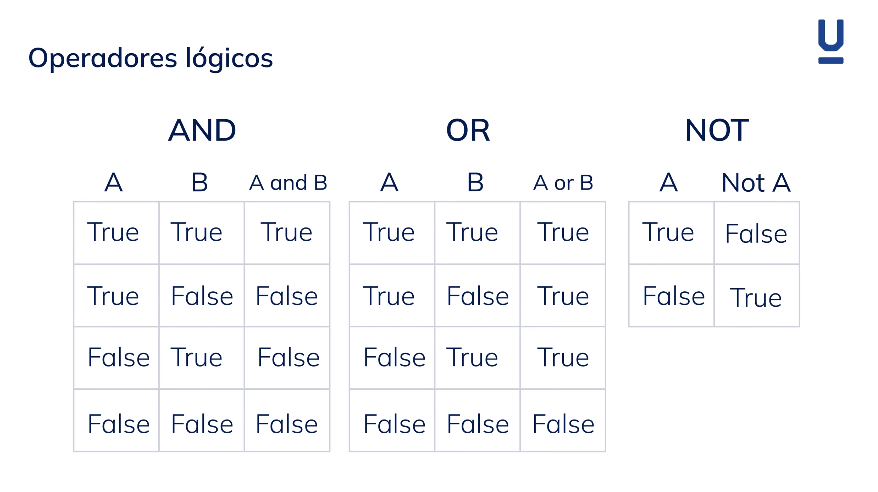 Operadores lógicos
AND
A B A and B
True True True
True False False
False True False
False False False
OR
A B A or B
True True True
True False True
False True True
False False False
NOT
A Not A
True False
False True